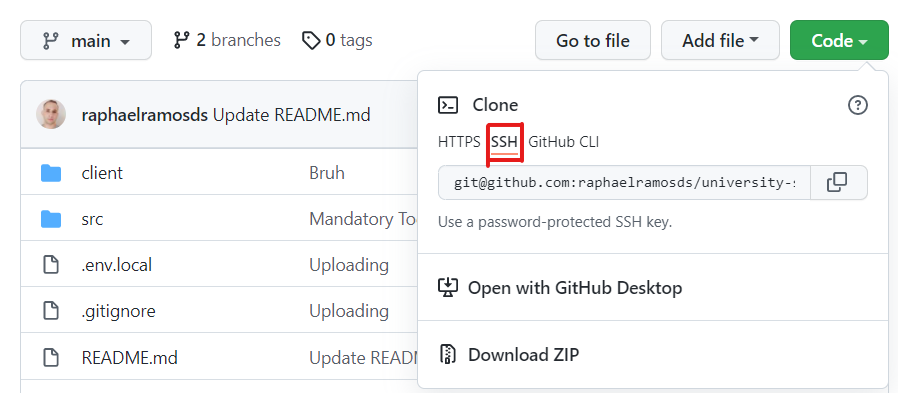 main 2 branches 0 tags Go to file Add file Code
raphaelramosds Update README.md
Clone
HTTPS SSH GitHub CLI
git@github.com:raphaelramosds/university-s
Use a password-protected SSH key.
Open with GitHub Desktop
Download ZIP
client Bruh
src Mandatory To
.env.local Uploading
.gitignore Uploading
README.md Update READ